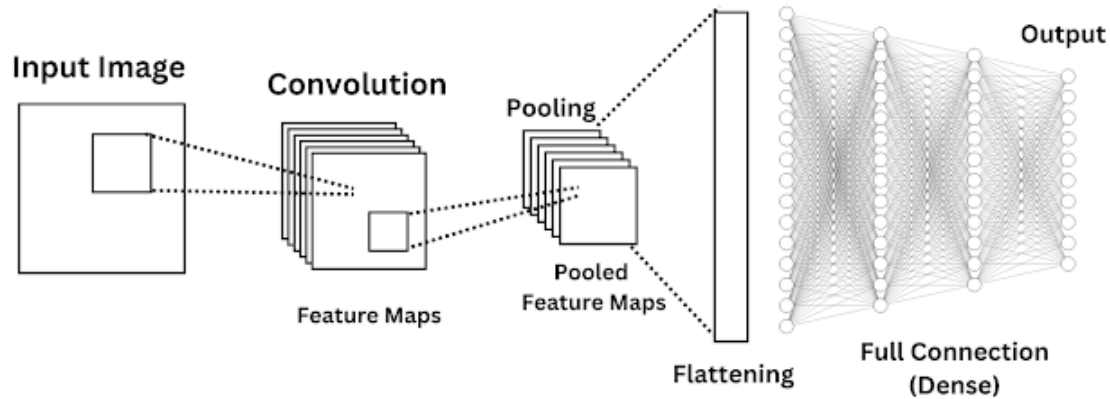 Input Image
Convolution
Feature Maps
Pooling
Pooled
Feature Maps
Flattening
Output
Full Connection
(Dense)